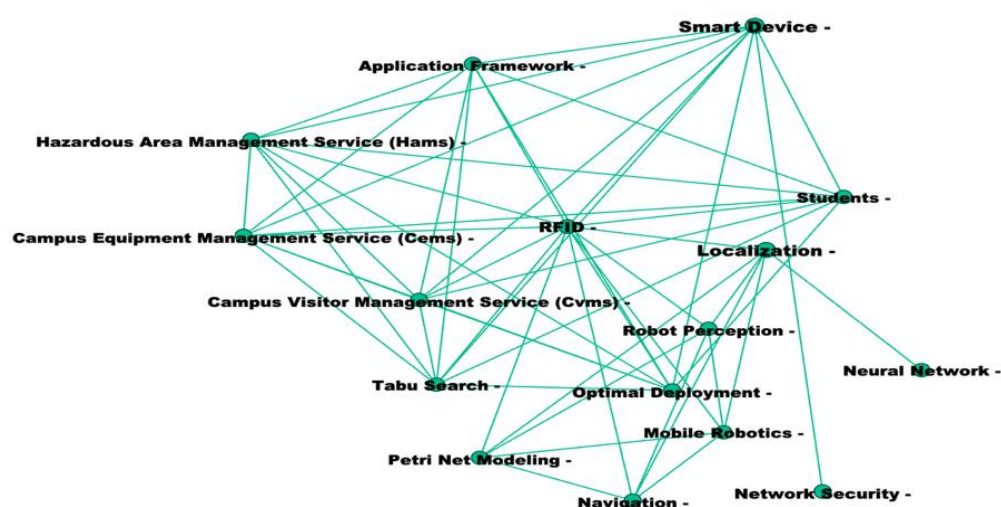 Smart Device -
Application Framework -
Hazardous Area Management Service (Hams) -
Students -
RFID -
Campus Equipment Management Service (Cems) -
Localization -
Campus Visitor Management Service (Cvms) -
Robot Perception -
Neural Network -
Tabu Search -
Optimal Deployment -
Mobile Robotics -
Petri Net Modeling -
Network Security -
Navigation -